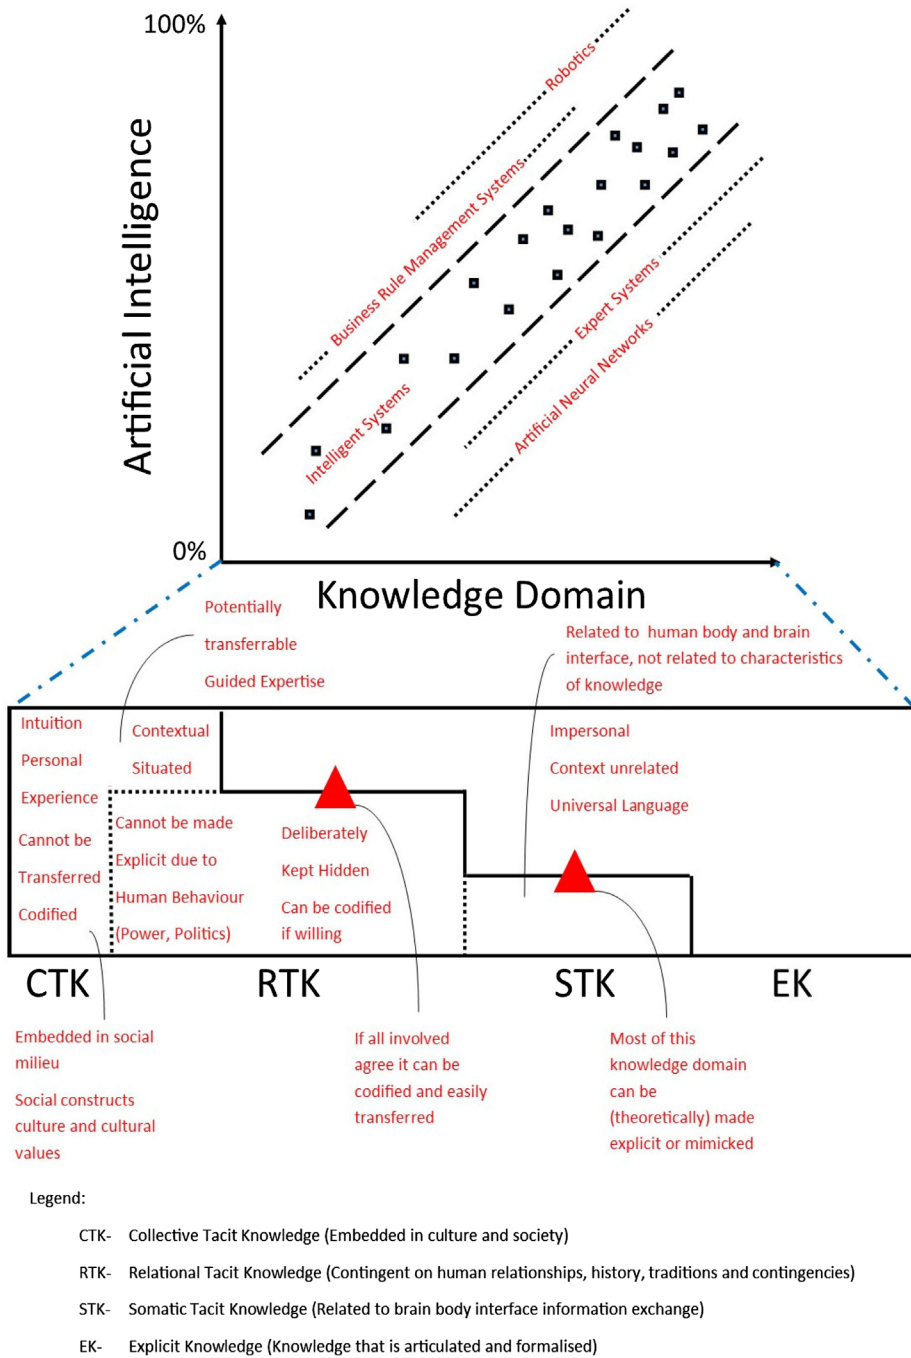 100%
Artificial Intelligence
0%
Robotics
Business Rule Management Systems
Intelligent Systems
Expert Systems
Artificial Neural Networks
Knowledge Domain
Potentially
transferrable
Guided Expertise
Related to human body and brain
interface, not related to characteristics
of knowledge
Intuition
Personal
Experience
Cannot be
Transferred
Codified
Contextual
Situated
Cannot be made
Explicit due to
Human Behaviour
(Power, Politics)
Deliberately
Kept Hidden
Can be codified
if willing
Impersonal
Context unrelated
Universal Language
CTK
RTK
STK
EK
Embedded in social
milieu
Social constructs
culture and cultural
values
If all involved
agree it can be
codified and easily
transferred
Most of this
knowledge domain
can be
(theoretically) made
explicit or mimicked
Legend:
CTK- Collective Tacit Knowledge (Embedded in culture and society)
RTK- Relational Tacit Knowledge (Contingent on human relationships, history, traditions and contingencies)
STK- Somatic Tacit Knowledge (Related to brain body interface information exchange)
EK- Explicit Knowledge (Knowledge that is articulated and formalised)